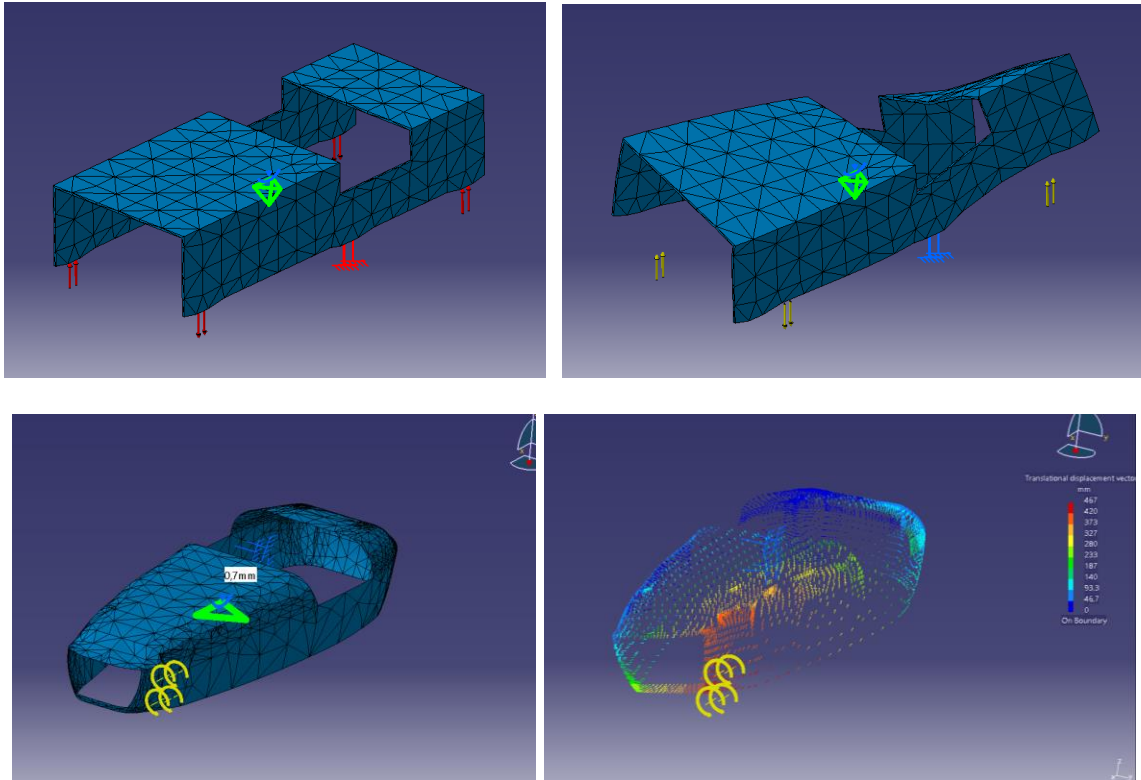 0,7mm
x
y
Translational displacement vector
mm
467
420
373
327
280
233
187
140
93.3
46.7
0
On Boundary
z